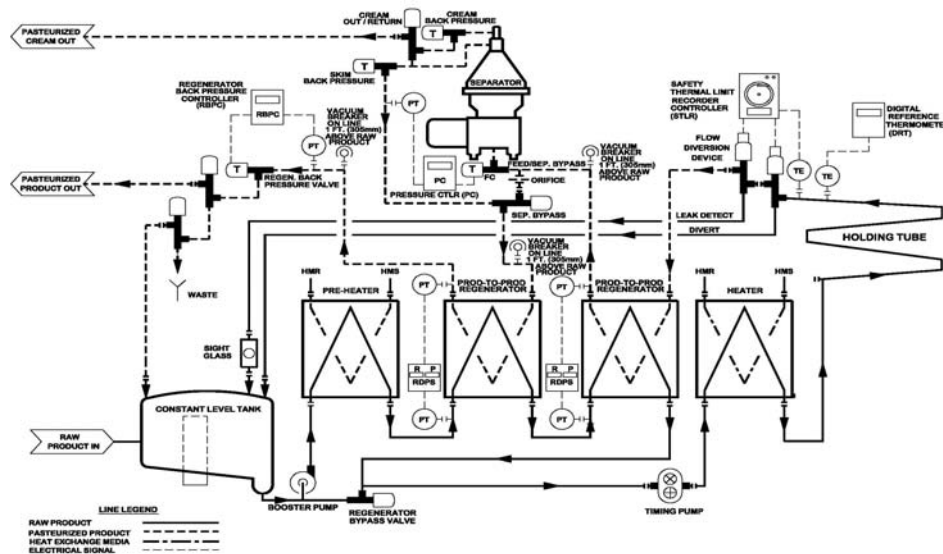 PASTEURIZED
CREAM OUT
CREAM
OUT / RETURN
CREAM
BACK PRESSURE
T
T
SKIM
BACK PRESSURE
SEPARATOR
REGENERATOR
BACK PRESSURE
CONTROLLER (RBPC)
RBPC
PT
VACUUM
BREAKER
ON LINE
1 FT. (305mm)
ABOVE RAW
PRODUCT
T
REGEN. BACK
PRESSURE VALVE
PASTEURIZED
PRODUCT OUT
WASTE
PT
PC
PRESSURE CTLR (PC)
T
FC
FEED/SEP. BYPASS
ORIFICE
SEP. BYPASS
VACUUM
BREAKER
ON LINE
1 FT. (305mm)
ABOVE RAW
PRODUCT
VACUUM
BREAKER
ON LINE
1 FT. (305mm)
ABOVE RAW
PRODUCT
SAFETY
THERMAL LIMIT
RECORDER
CONTROLLER
(STLR)
FLOW
DIVERSION
DEVICE
DIGITAL
REFERENCE
THERMOMETE
(DRT)
TE
TE
LEAK DETECT
DIVERT
HOLDING TUBE
HMR
HMS
PRE-HEATER
PT
PROD-TO-PROD
REGENERATOR
PT
PROD-TO-PROD
REGENERATOR
HMR
HMS
HEATER
R P
RDPS
PT
R P
RDPS
PT
SIGHT
GLASS
CONSTANT LEVEL TANK
RAW
PRODUCT IN
BOOSTER PUMP
REGENERATOR
BYPASS VALVE
TIMING PUMP
LINE LEGEND
RAW PRODUCT
PASTEURIZED PRODUCT
HEAT EXCHANGE MEDIA
ELECTRICAL SIGNAL